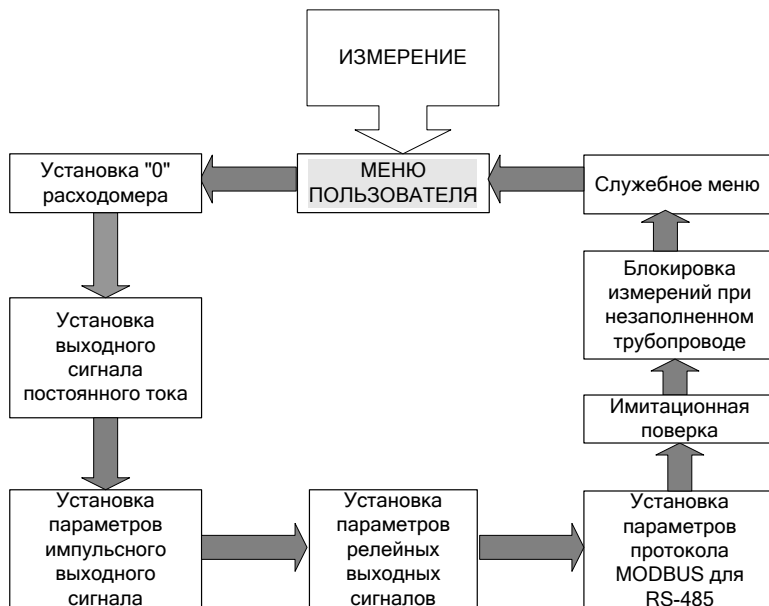 ИЗМЕРЕНИЕ
МЕНЮ
ПОЛЬЗОВАТЕЛЯ
Установка "0"
расходомера
Установка
выходного
сигнала
постоянного тока
Установка
параметров
импульсного
выходного
сигнала
Установка
параметров
релейных
выходных
сигналов
Установка
параметров
протокола
MODBUS для
RS-485
Имитационная
поверка
Блокировка
измерений при
незаполненном
трубопроводе
Служебное меню